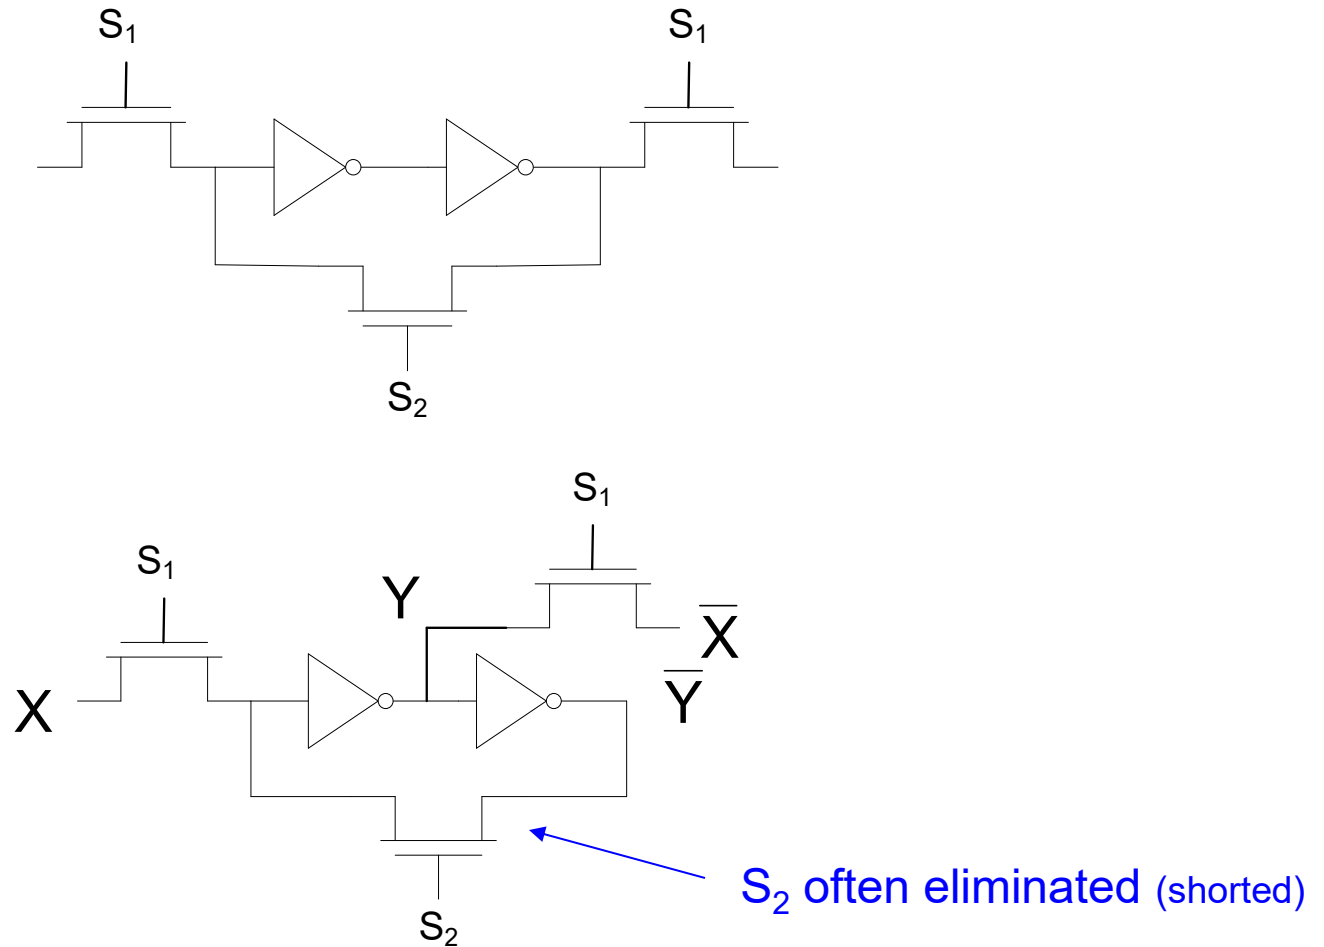 S₁
S₁
S₂
S₁
S₁
Y
X̅
Y̅
X
S₂ often eliminated (shorted)
S₂